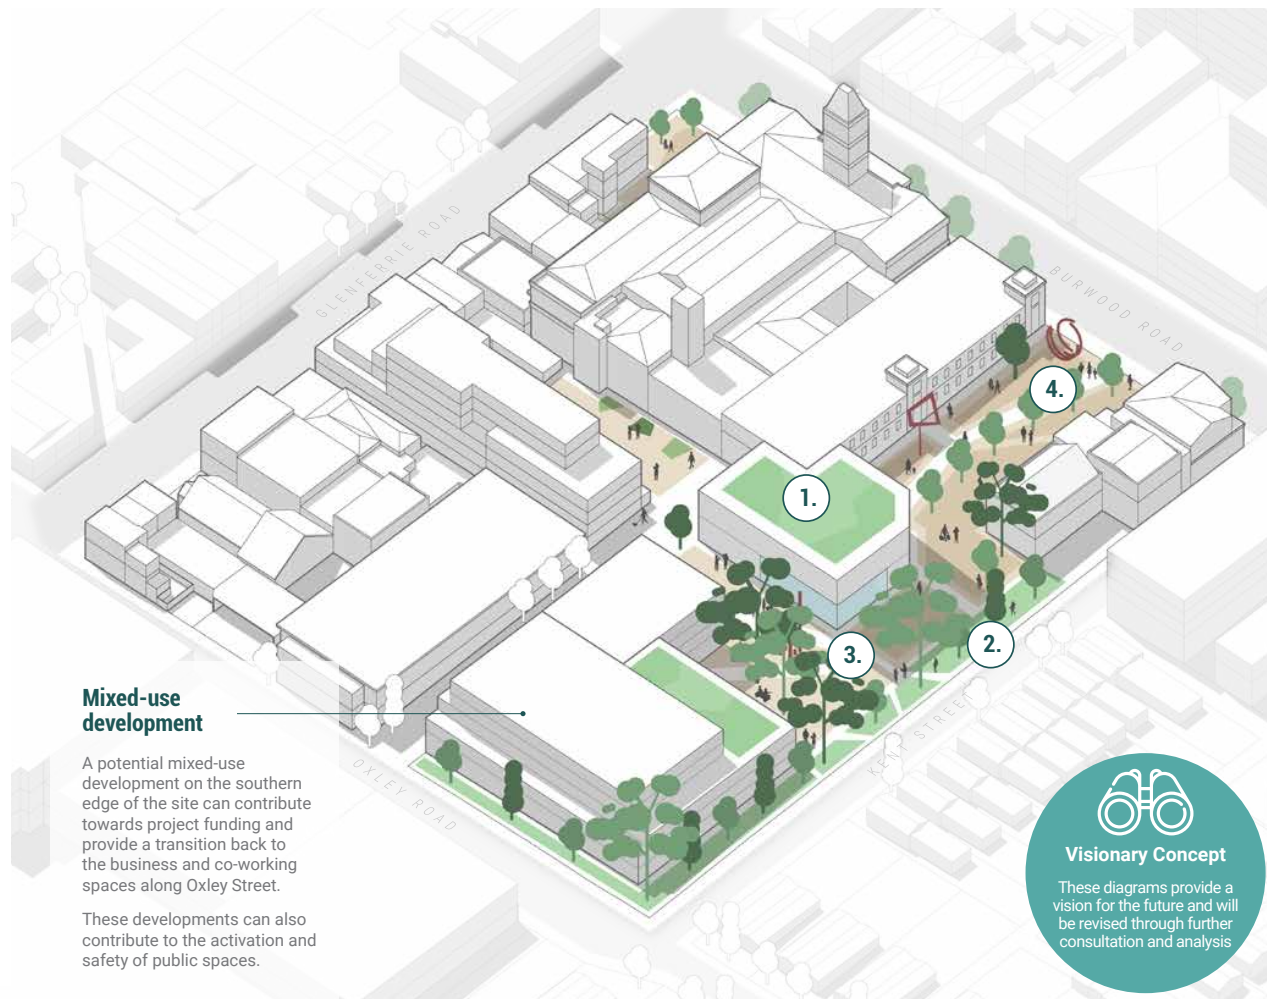 GLENFERRIE ROAD
BURWOOD ROAD
4.
1.
2.
3.
KENT STREET
OXLEY ROAD
Mixed-use
development
A potential mixed-use
development on the southern
edge of the site can contribute
towards project funding and
provide a transition back to
the business and co-working
spaces along Oxley Street.
These developments can also
contribute to the activation and
safety of public spaces.
Visionary Concept
These diagrams provide a
vision for the future and will
be revised through further
consultation and analysis